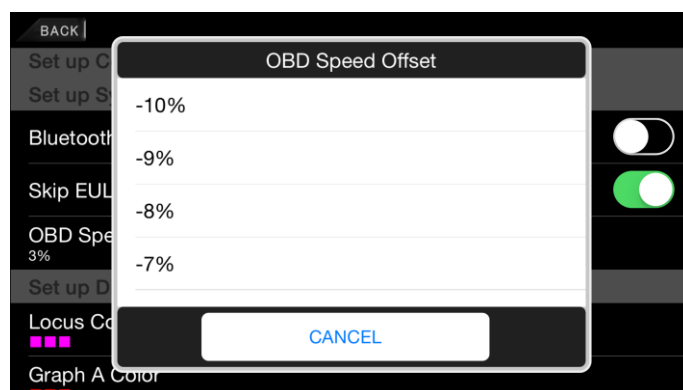 BACK
Set up C
OBD Speed Offset
Set up Sy
-10%
Bluetooth
-9%
Skip EUL
-8%
OBD Spe
3%
-7%
Set up D
Locus Co
CANCEL
Graph A Color